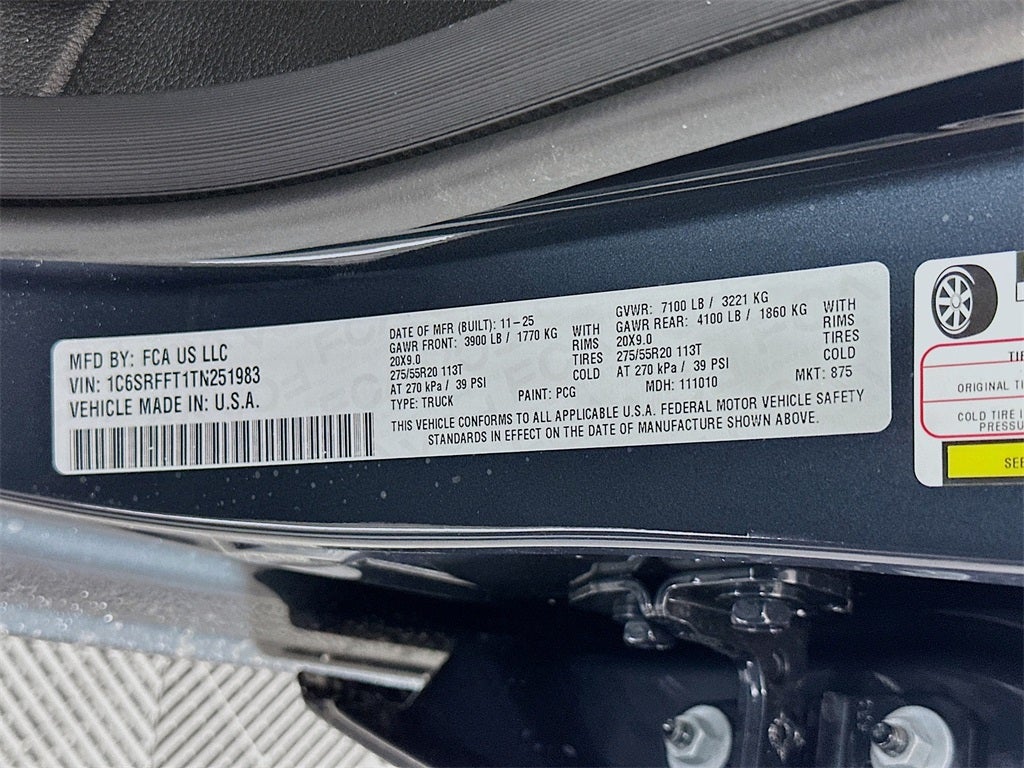 MFD BY: FCA US LLC
VIN: 1C6SRFFT1TN251983
VEHICLE MADE IN: U.S.A.
DATE OF MFR (BUILT): 11-25
GAWR FRONT: 3900 LB / 1770 KG WITH
20X9.0 RIMS
275/55R20 113T TIRES
AT 270 kPa / 39 PSI COLD
TYPE: TRUCK PAINT: PCG
GVWR: 7100 LB / 3221 KG
GAWR REAR: 4100 LB / 1860 KG WITH
20X9.0 RIMS
275/55R20 113T TIRES
AT 270 kPa / 39 PSI COLD
MDH: 111010 MKT: 875
THIS VEHICLE CONFORMS TO ALL APPLICABLE U.S.A. FEDERAL MOTOR VEHICLE SAFETY
STANDARDS IN EFFECT ON THE DATE OF MANUFACTURE SHOWN ABOVE.
ORIGINAL
COLD TIRE
SEE